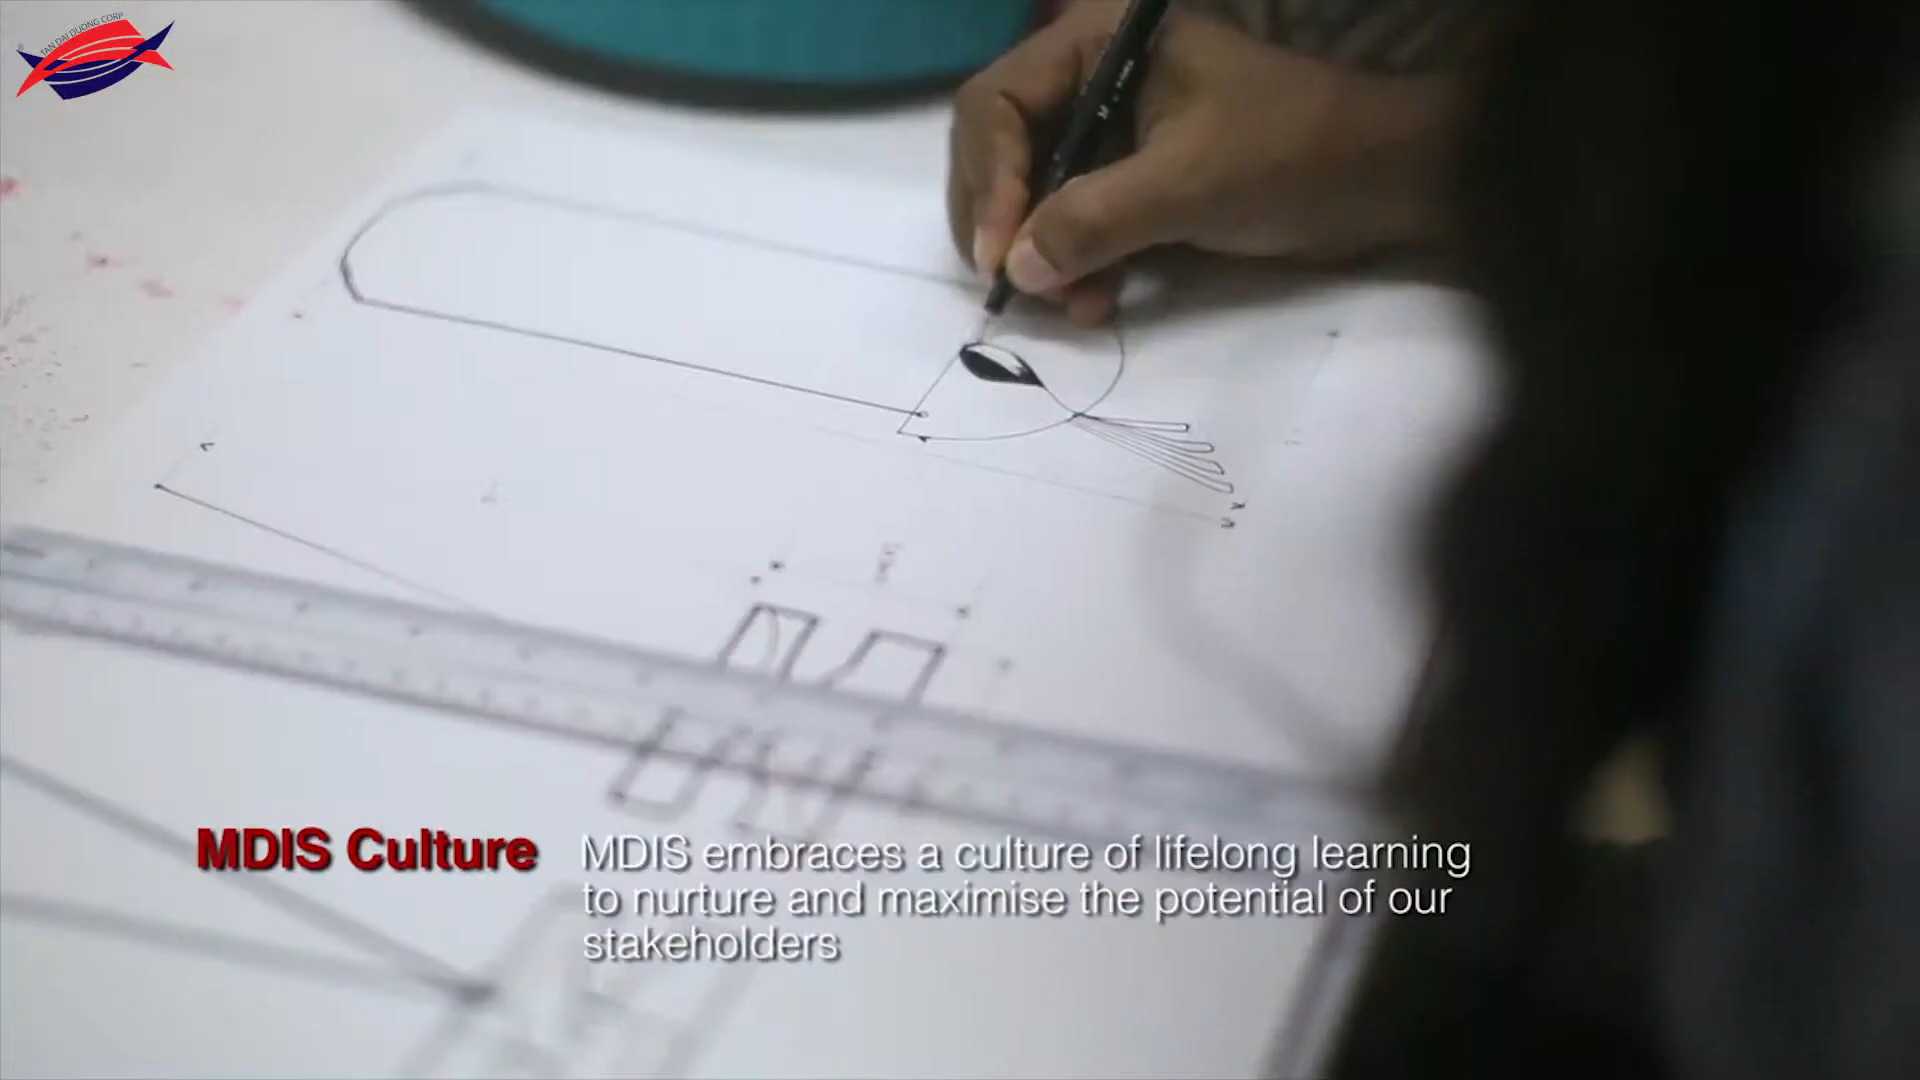 TAN DAI DUONG CORP
MDIS Culture
MDIS embraces a culture of lifelong learning
to nurture and maximise the potential of our
stakeholders